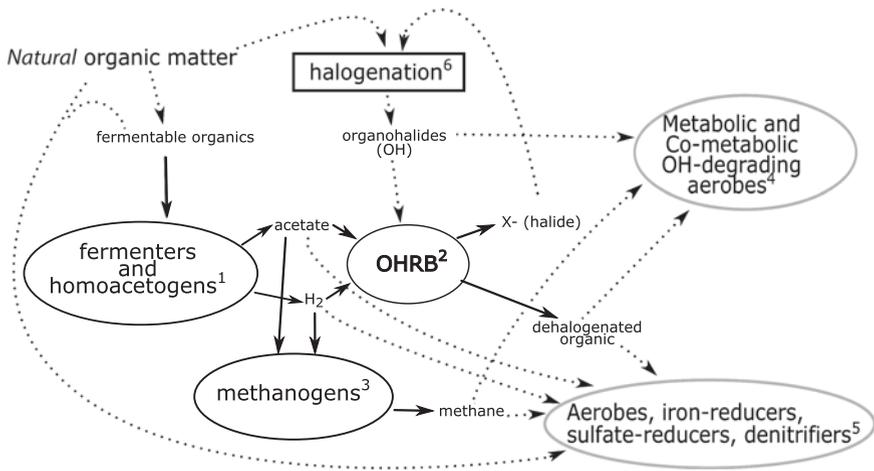 Natural organic matter
halogenation⁶
fermentable organics
organohalides
(OH)
Metabolic and
Co-metabolic
OH-degrading
aerobes⁴
acetate
X- (halide)
fermenters
and
homoacetogens¹
OHRB²
H₂
dehalogenated
organic
methanogens³
methane
Aerobes, iron-reducers,
sulfate-reducers, denitrifiers⁵